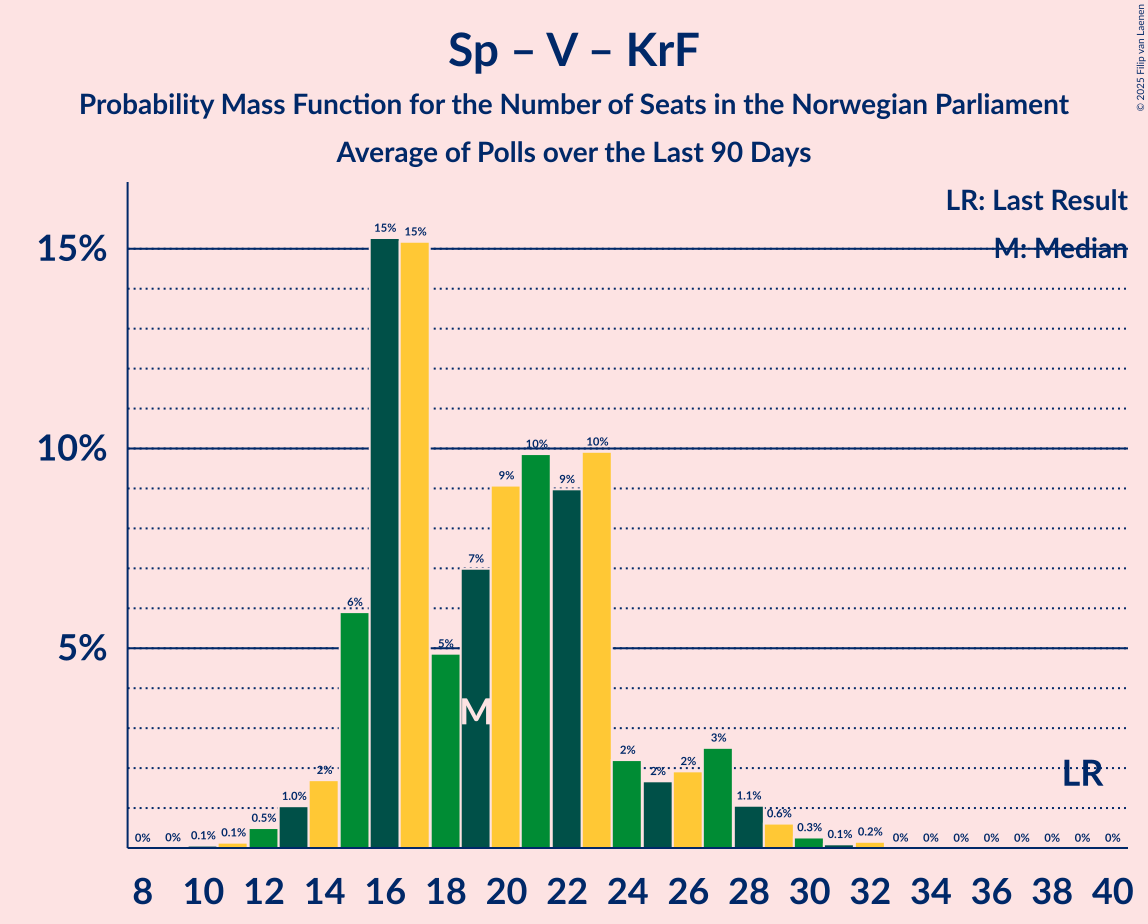 Sp – V – KrF
Probability Mass Function for the Number of Seats in the Norwegian Parliament
Average of Polls over the Last 90 Days
© 2025 Filip van Laenen
LR: Last Result
M: Median
15%
10%
5%
0% 0% 0.1% 0.1% 0.5% 1.0% 2% 6% 15% 15% 5% 7% 9% 10% 9% 10% 2% 2% 2% 3% 1.1% 0.6% 0.3% 0.1% 0.2% 0% 0% 0% 0% 0% 0% 0% 0%
M
LR
8 10 12 14 16 18 20 22 24 26 28 30 32 34 36 38 40